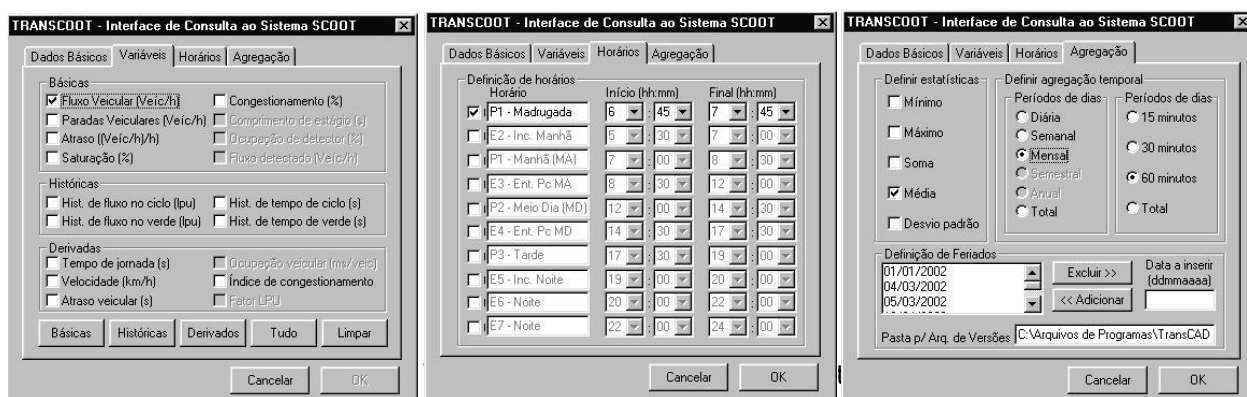 TRANSCOOT - Interface de Consulta ao Sistema SCOOT
Dados Básicos Variáveis Horários Agregação
Básicas
Fluxo Veicular (Veíc/h) Congestionamento (%)
Paradas Veiculares (Veíc/h) Comprimento de estágio (s)
Atraso ((Veíc/h)/h) Ocupação de detector (%)
Saturação (%) Fluxo detectado (Veíc/h)
Históricas
Hist. de fluxo no ciclo (lpu) Hist. de tempo de ciclo (s)
Hist. de fluxo no verde (lpu) Hist. de tempo de verde (s)
Derivadas
Tempo de jornada (s) Ocupação veicular (ms/veic)
Velocidade (km/h) Índice de congestionamento
Atraso veicular (s) Fator LPU
Básicas Históricas Derivados Tudo Limpar
Cancelar OK
TRANSCOOT - Interface de Consulta ao Sistema SCOOT
Dados Básicos Variáveis Horários Agregação
Definição de horários
Horário Início (hh:mm) Final (hh:mm)
P1 - Madrugada 6 : 45 7 : 45
E2 - Inc. Manhã 5 : 30 7 : 00
P1 - Manhã (MA) 7 : 00 8 : 30
E3 - Ent. Pc MA 8 : 30 12 : 00
P2 - Meio Dia (MD) 12 : 00 14 : 30
E4 - Ent. Pc MD 14 : 30 17 : 30
P3 - Tarde 17 : 30 19 : 00
E5 - Inc. Noite 19 : 00 20 : 00
E6 - Noite 20 : 00 22 : 00
E7 - Noite 22 : 00 24 : 00
Cancelar OK
TRANSCOOT - Interface de Consulta ao Sistema SCOOT
Dados Básicos Variáveis Horários Agregação
Definir estatísticas Definir agregação temporal
Períodos de dias Períodos de dias
Mínimo Diária 15 minutos
Máximo Semanal 30 minutos
Soma Mensal 60 minutos
Média Semestral Total
Desvio padrão Anual
Total
Definição de Feriados
01/01/2002 Excluir >> Data a inserir
04/03/2002 (ddmmaaaa)
05/03/2002 << Adicionar
Pasta p/ Arq. de Versões C:\Arquivos de Programas\TransCAD
Cancelar OK